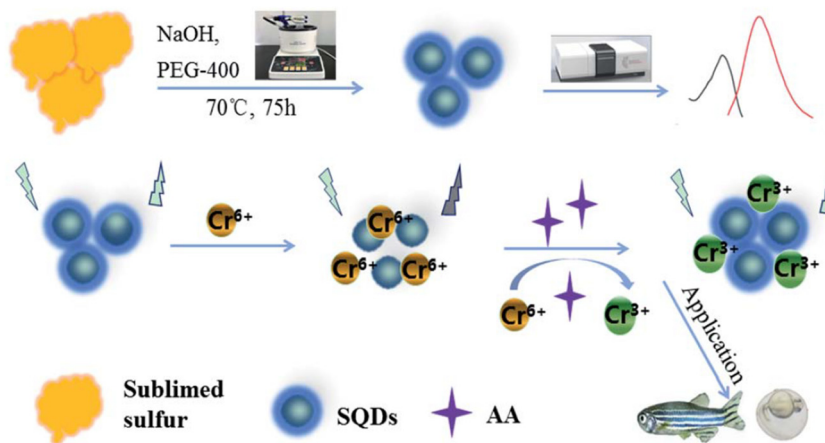 NaOH,
PEG-400
70℃, 75h
Cr6+
Cr6+
Cr6+
Cr6+
Cr6+
Cr3+
Cr3+
Cr3+
Cr3+
Application
Sublimed
sulfur
SQDs
AA